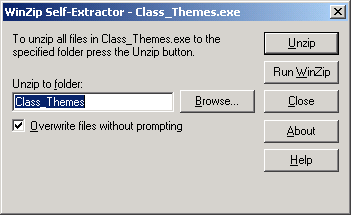 WinZip Self-Extractor - Class_Themes.exe
To unzip all files in Class_Themes.exe to the
specified folder press the Unzip button.
Unzip to folder:
Class_Themes
Browse...
Overwrite files without prompting
Unzip
Run WinZip
Close
About
Help